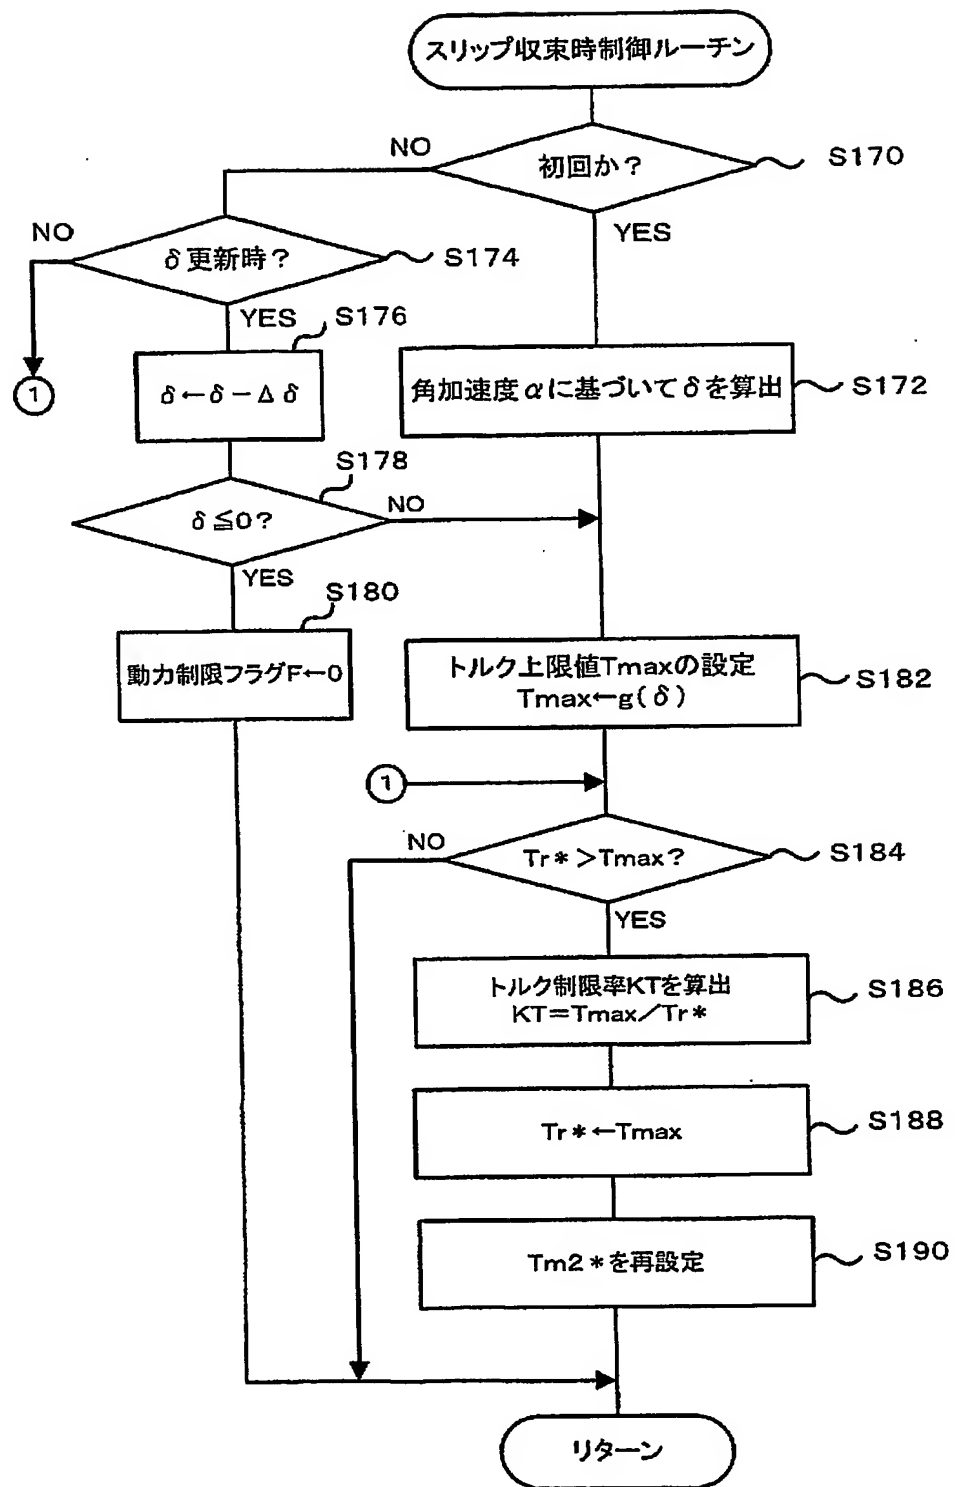 スリップ収束時制御ルーチン
NO
初回か?
S170
YES
NO
δ更新時?
S174
YES
S176
①
δ←δ-Δδ
角加速度αに基づいてδを算出
S172
S178
δ≦0?
NO
YES
S180
動力制限フラグF←0
トルク上限値Tmaxの設定
Tmax←g(δ)
S182
①
NO
Tr*>Tmax?
S184
YES
トルク制限率KTを算出
KT=Tmax/Tr*
S186
Tr*←Tmax
S188
Tm2*を再設定
S190
リターン